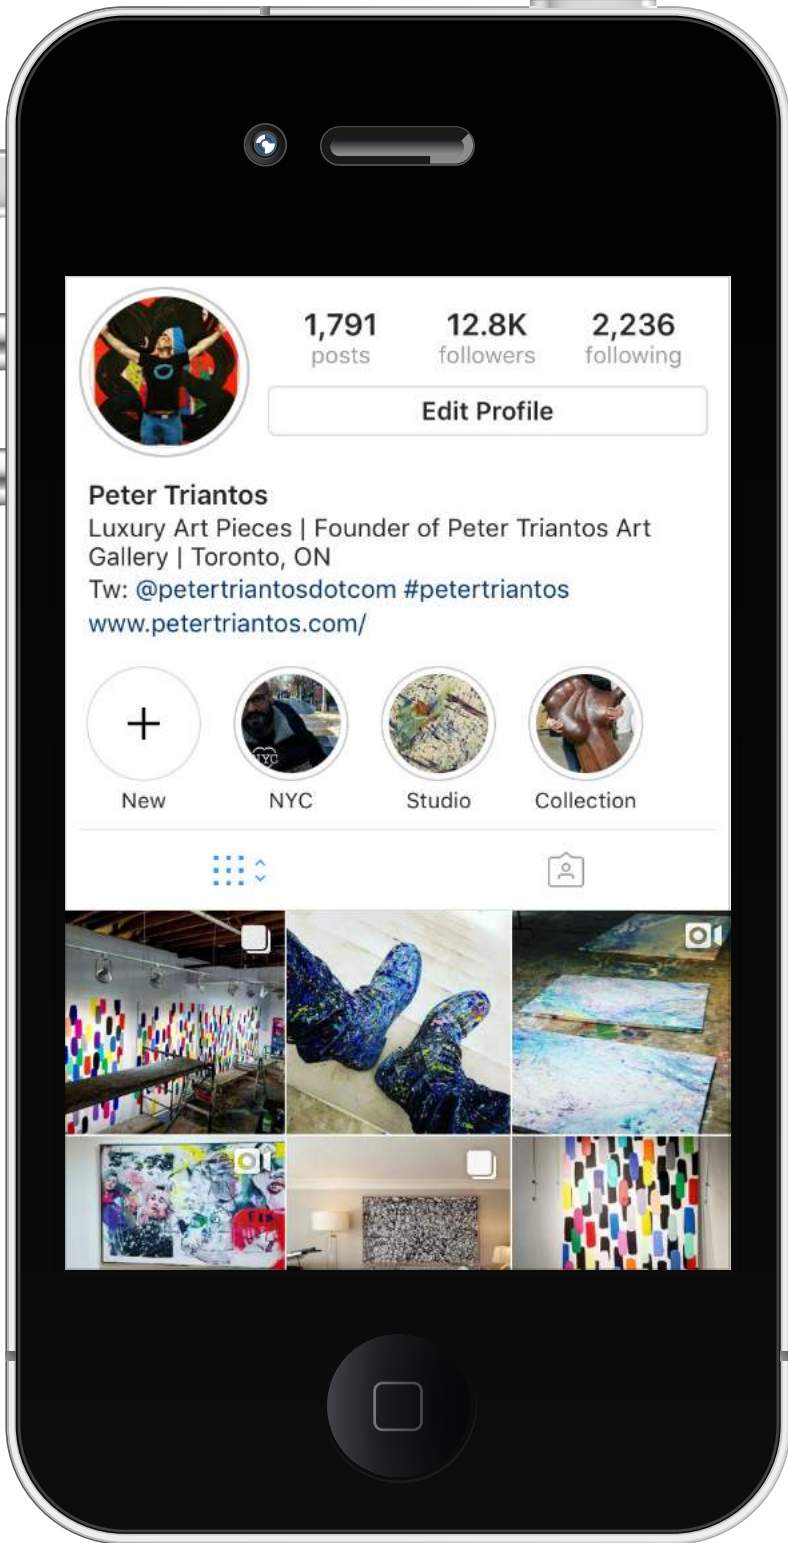 1,791 12.8K 2,236
posts followers following
Edit Profile
Peter Triantos
Luxury Art Pieces | Founder of Peter Triantos Art
Gallery | Toronto, ON
Tw: @petertriantosdotcom #petertriantos
www.petertriantos.com/
NYC
New NYC Studio Collection